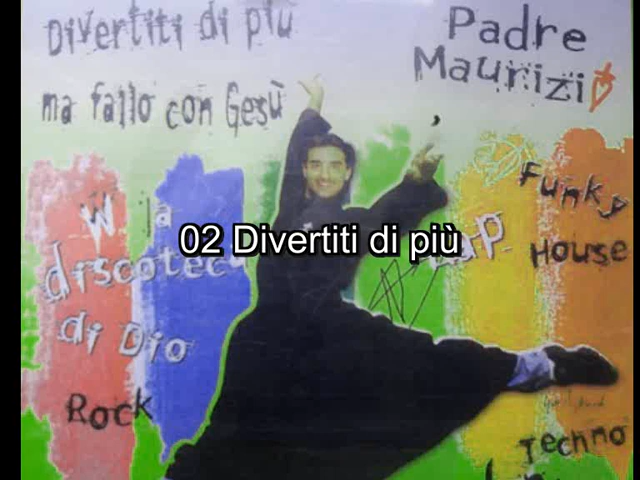 Divertiti di più
ma fallo con Gesù
Padre
Maurizio
W la
discoteca
di Dio
Rock
02 Divertiti di più
Rap
Funky
House
Techno